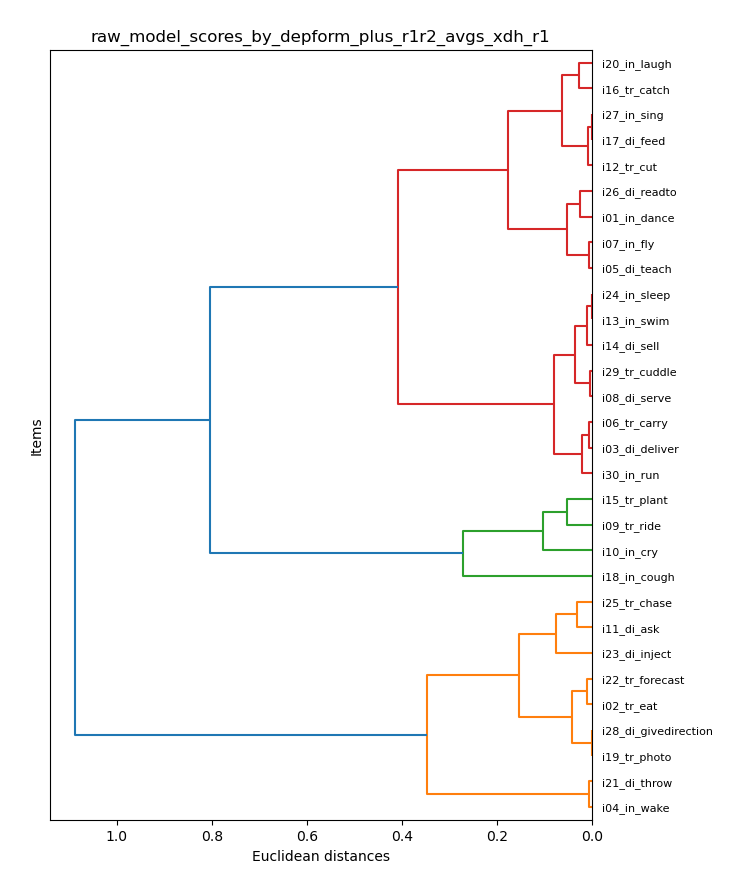 raw_model_scores_by_depform_plus_r1r2_avgs_xdh_r1
i20_in_laugh
i16_tr_catch
i27_in_sing
i17_di_feed
i12_tr_cut
i26_di_readto
i01_in_dance
i07_in_fly
i05_di_teach
i24_in_sleep
i13_in_swim
i14_di_sell
i29_tr_cuddle
i08_di_serve
i06_tr_carry
i03_di_deliver
i30_in_run
i15_tr_plant
i09_tr_ride
i10_in_cry
i18_in_cough
i25_tr_chase
i11_di_ask
i23_di_inject
i22_tr_forecast
i02_tr_eat
i28_di_givedirection
i19_tr_photo
i21_di_throw
i04_in_wake
Items
1.0 0.8 0.6 0.4 0.2 0.0
Euclidean distances